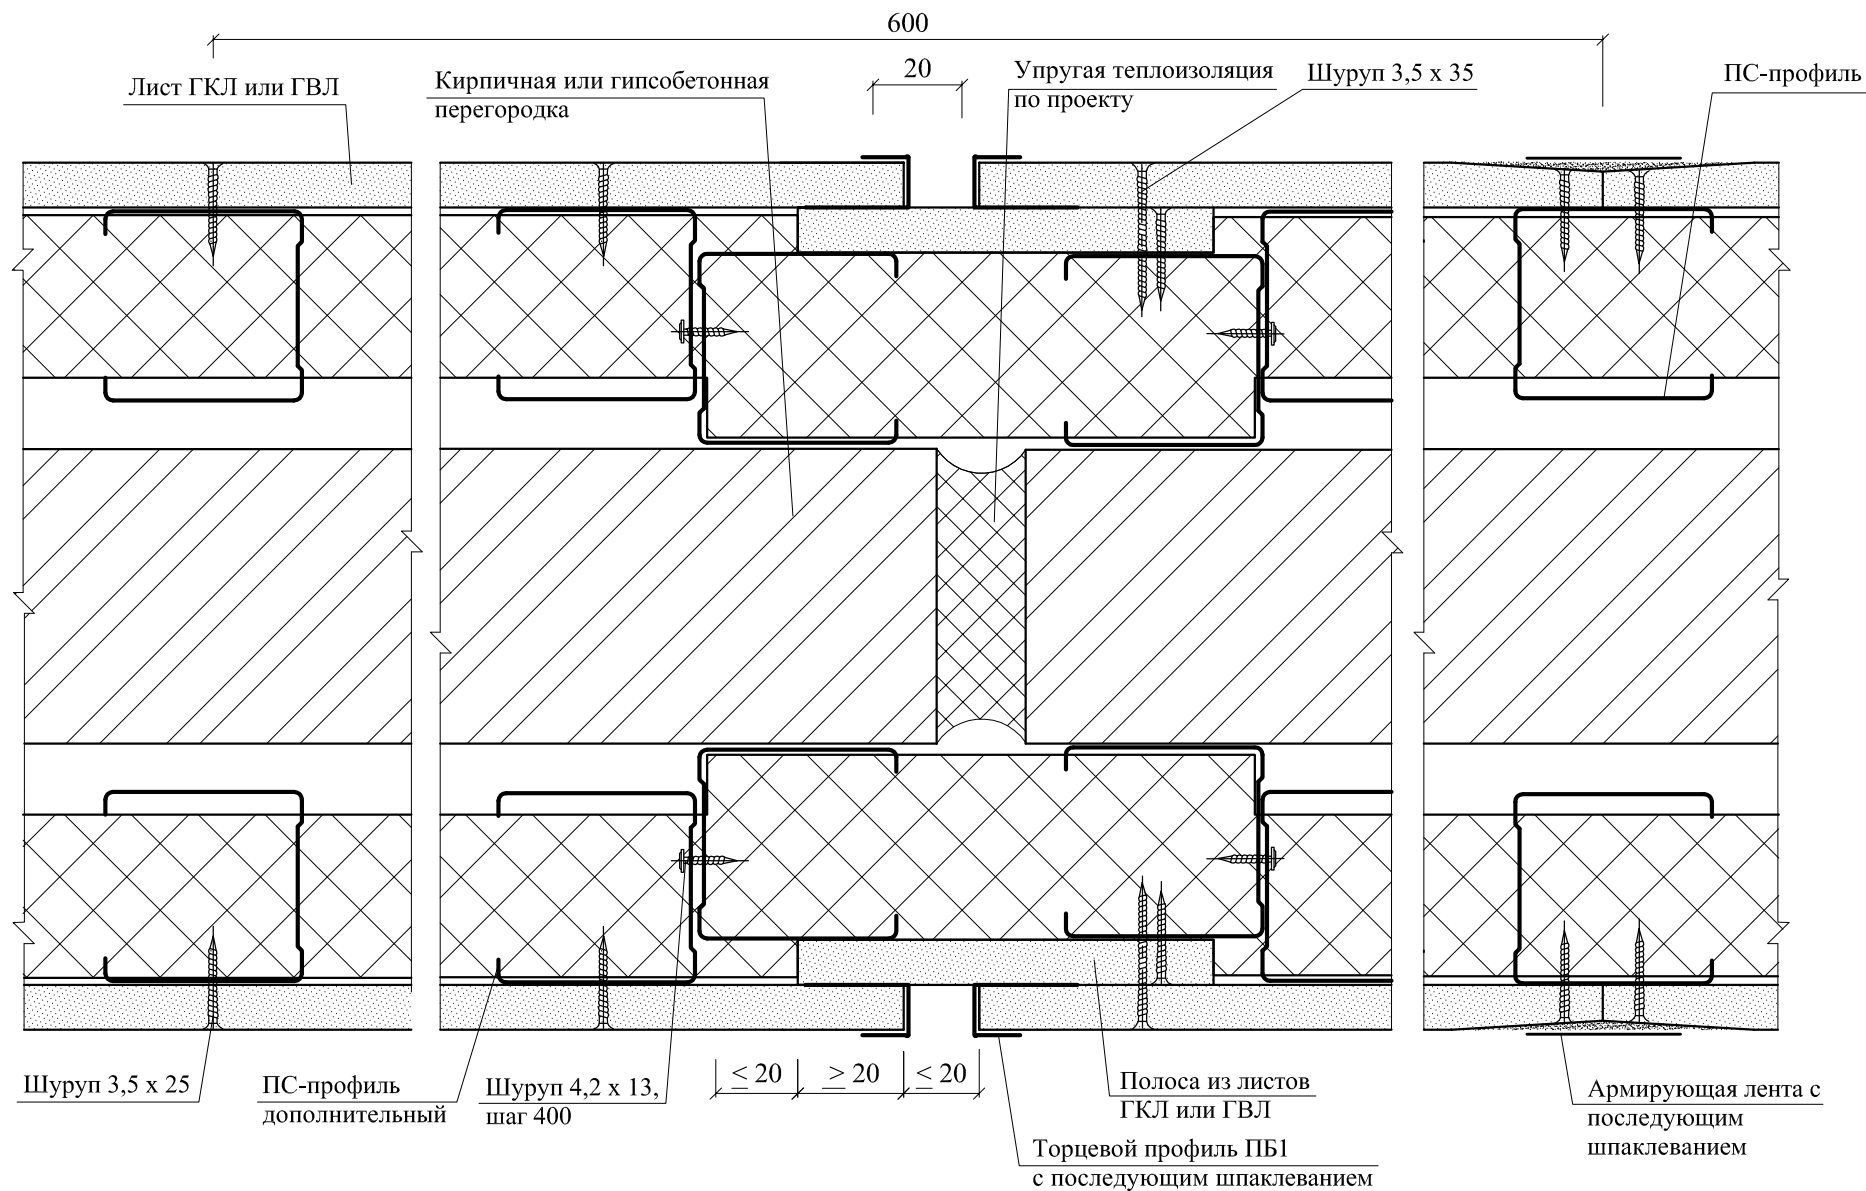 600
Лист ГКЛ или ГВЛ
Кирпичная или гипсобетонная
перегородка
20
Упругая теплоизоляция
по проекту
Шуруп 3,5 х 35
ПС-профиль
Шуруп 3,5 х 25
ПС-профиль
дополнительный
Шуруп 4,2 х 13,
шаг 400
≤ 20
≥ 20
≤ 20
Полоса из листов
ГКЛ или ГВЛ
Торцевой профиль ПБ1
с последующим шпаклеванием
Армирующая лента с
последующим
шпаклеванием